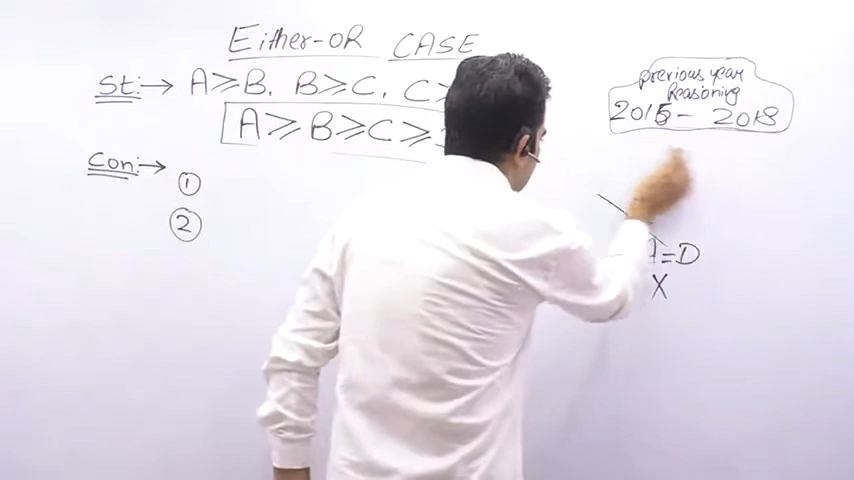 Either-OR CASE
St:→ A≥B, B≥C, C≥
A≥B≥C≥
Con:→
①
②
previous year
Reasoning
2015 - 2018
A=D
X